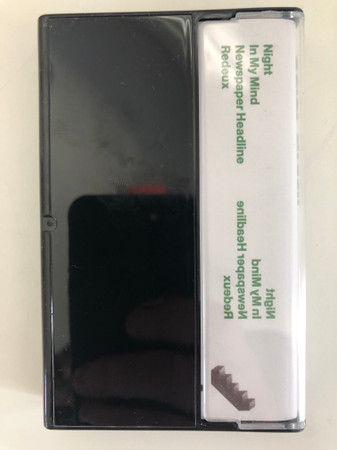 Night
In My Mind
Newspaper Headline
Redeux
Night
In My Mind
Newspaper Headline
Redeux